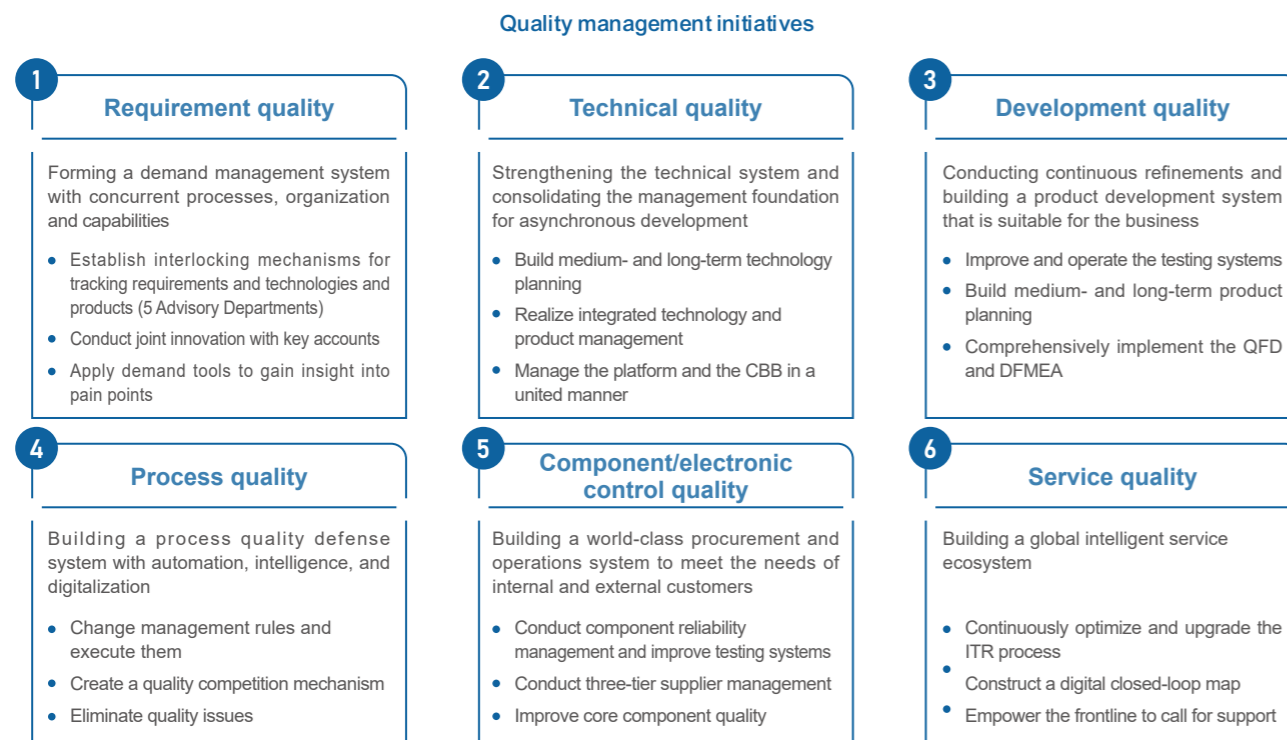 Quality management initiatives
1
Requirement quality
Forming a demand management system
with concurrent processes, organization
and capabilities
• Establish interlocking mechanisms for
tracking requirements and technologies and
products (5 Advisory Departments)
• Conduct joint innovation with key accounts
• Apply demand tools to gain insight into
pain points
2
Technical quality
Strengthening the technical system and
consolidating the management foundation
for asynchronous development
• Build medium- and long-term technology
planning
• Realize integrated technology and
product management
• Manage the platform and the CBB in a
united manner
3
Development quality
Conducting continuous refinements and
building a product development system
that is suitable for the business
• Improve and operate the testing systems
• Build medium- and long-term product
planning
• Comprehensively implement the QFD
and DFMEA
4
Process quality
Building a process quality defense
system with automation, intelligence, and
digitalization
• Change management rules and
execute them
• Create a quality competition mechanism
• Eliminate quality issues
5
Component/electronic
control quality
Building a world-class procurement and
operations system to meet the needs of
internal and external customers
• Conduct component reliability
management and improve testing systems
• Conduct three-tier supplier management
• Improve core component quality
6
Service quality
Building a global intelligent service
ecosystem
• Continuously optimize and upgrade the
ITR process
• Construct a digital closed-loop map
• Empower the frontline to call for support